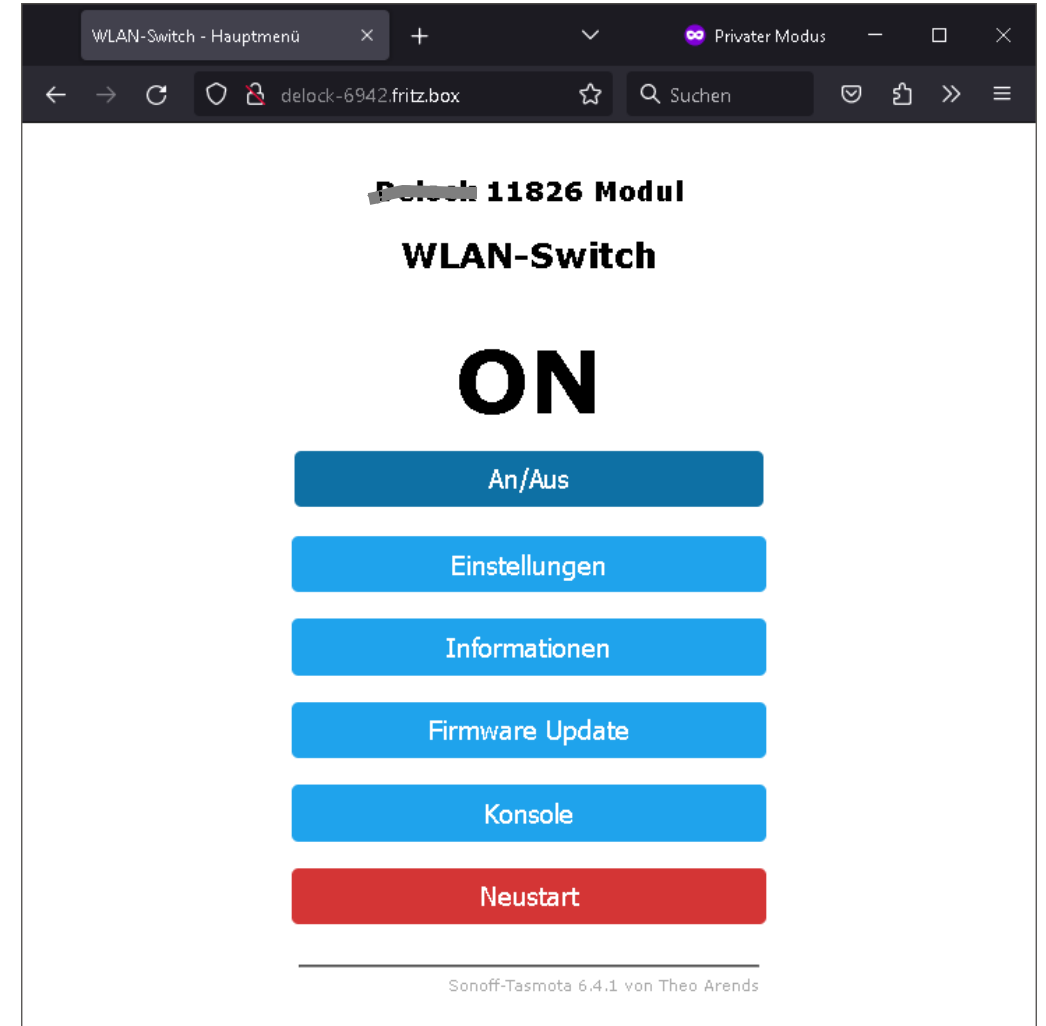 WLAN-Switch - Hauptmenü
Privater Modus
delock-6942.fritz.box
Suchen
11826 Modul
WLAN-Switch
ON
An/Aus
Einstellungen
Informationen
Firmware Update
Konsole
Neustart
Sonoff-Tasmota 6.4.1 von Theo Arends